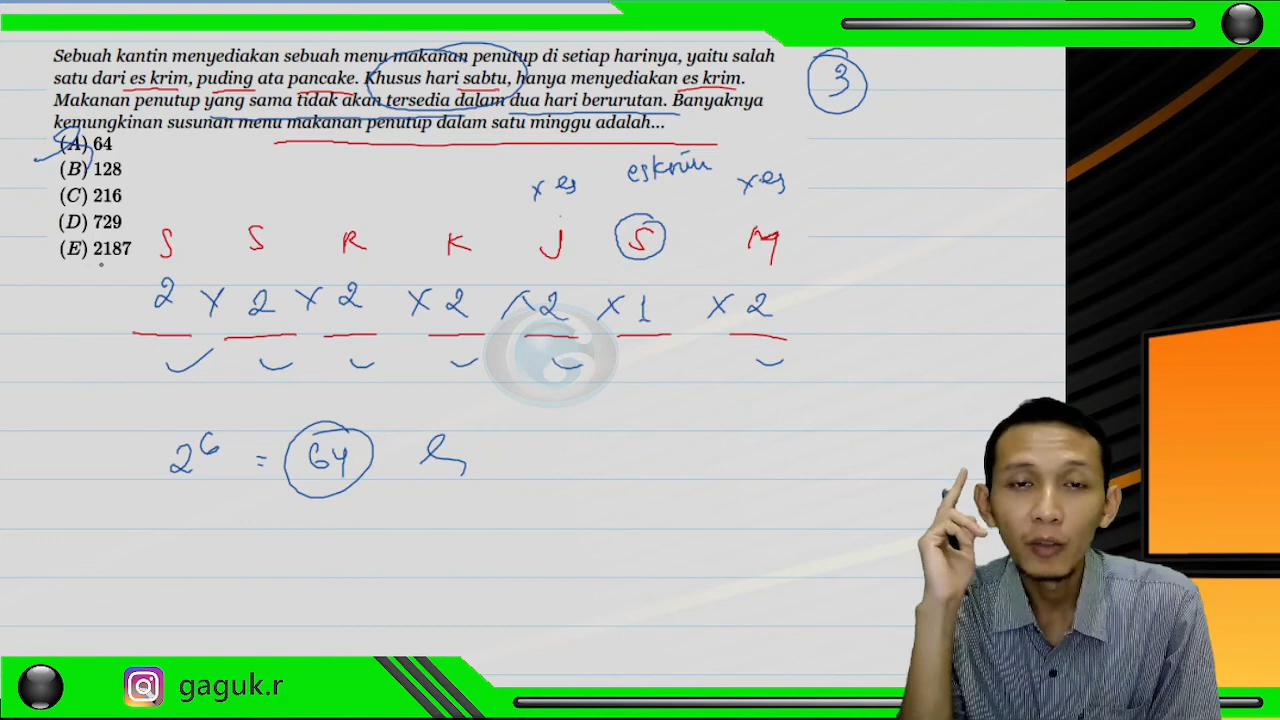 Sebuah kantin menyediakan sebuah menu makanan penutup di setiap harinya, yaitu salah
satu dari es krim, puding ata pancake. Khusus hari sabtu, hanya menyediakan es krim.
Makanan penutup yang sama tidak akan tersedia dalam dua hari berurutan. Banyaknya
kemungkinan susunan menu makanan penutup dalam satu minggu adalah...
3
(A) 64
(B) 128
(C) 216
(D) 729
(E) 2187
x es eskrim x es
S S R K J S M
2 x 2 x 2 x 2 x 2 x 1 x 2
2^6 = 64
gaguk.r